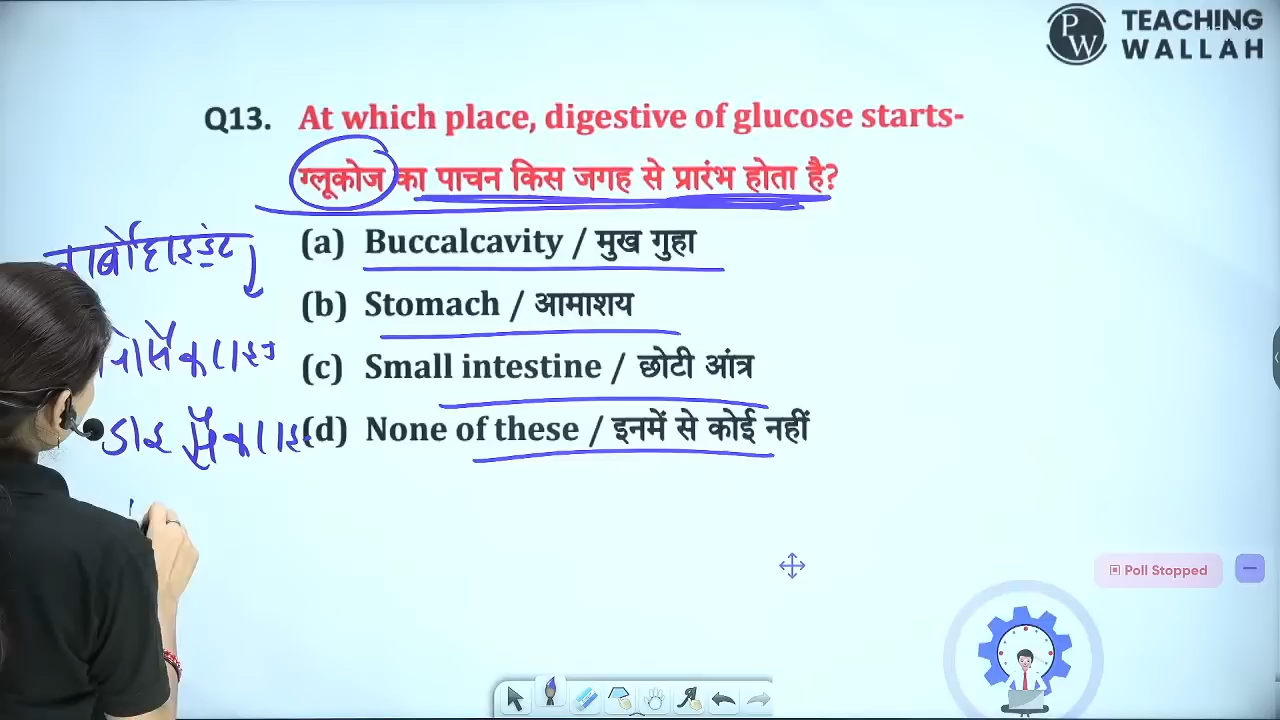 PW TEACHING WALLAH
Q13. At which place, digestive of glucose starts-
ग्लूकोज का पाचन किस जगह से प्रारंभ होता है?
(a) Buccalcavity / मुख गुहा
(b) Stomach / आमाशय
(c) Small intestine / छोटी आंत्र
(d) None of these / इनमें से कोई नहीं
Poll Stopped